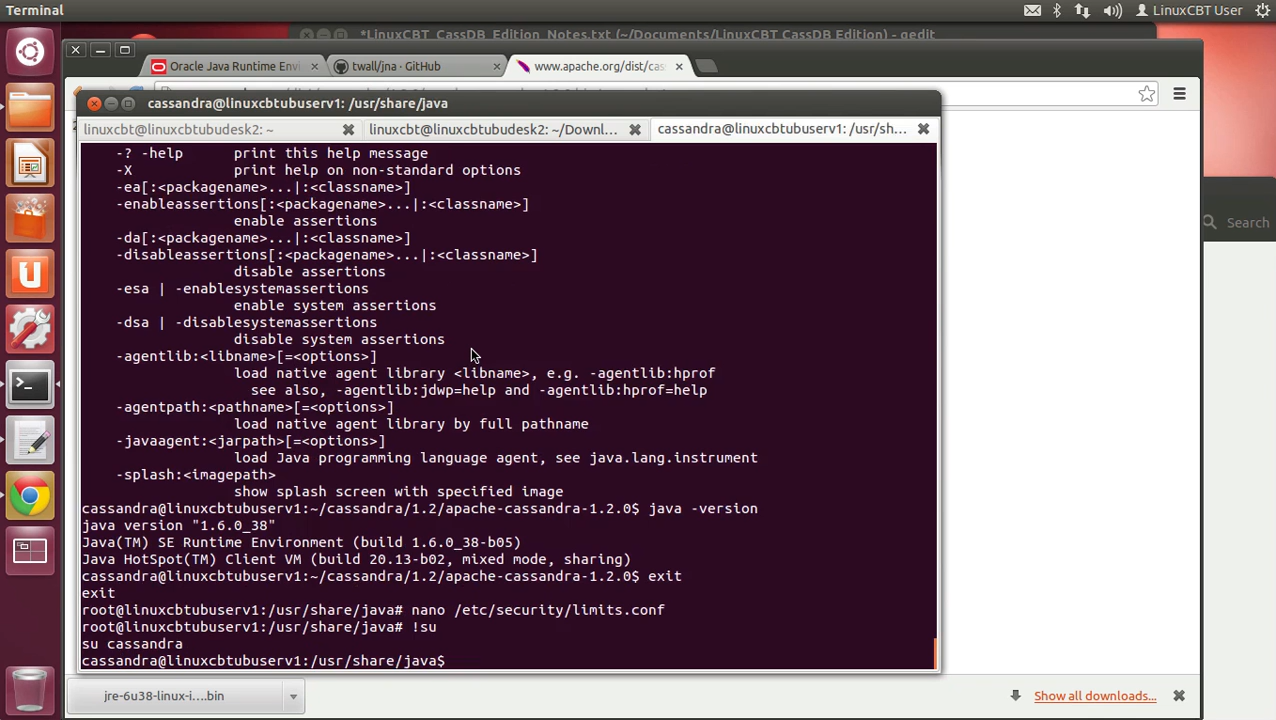 Terminal
LinuxCBT User
*LinuxCBT_CassDB_Edition_Notes.txt (~/Documents/LinuxCBT CassDB Edition) - gedit
Oracle Java Runtime Envi
twall/jna · GitHub
www.apache.org/dist/cas
cassandra@linuxcbtubuserv1: /usr/share/java
linuxcbt@linuxcbtubudesk2: ~
linuxcbt@linuxcbtubudesk2: ~/Downl...
cassandra@linuxcbtubuserv1: /usr/sh...
-? -help print this help message
-X print help on non-standard options
-ea[:<packagename>...|:<classname>]
-enableassertions[:<packagename>...|:<classname>]
enable assertions
-da[:<packagename>...|:<classname>]
-disableassertions[:<packagename>...|:<classname>]
disable assertions
-esa | -enablesystemassertions
enable system assertions
-dsa | -disablesystemassertions
disable system assertions
-agentlib:<libname>[=<options>]
load native agent library <libname>, e.g. -agentlib:hprof
see also, -agentlib:jdwp=help and -agentlib:hprof=help
-agentpath:<pathname>[=<options>]
load native agent library by full pathname
-javaagent:<jarpath>[=<options>]
load Java programming language agent, see java.lang.instrument
-splash:<imagepath>
show splash screen with specified image
cassandra@linuxcbtubuserv1:~/cassandra/1.2/apache-cassandra-1.2.0$ java -version
java version "1.6.0_38"
Java(TM) SE Runtime Environment (build 1.6.0_38-b05)
Java HotSpot(TM) Client VM (build 20.13-b02, mixed mode, sharing)
cassandra@linuxcbtubuserv1:~/cassandra/1.2/apache-cassandra-1.2.0$ exit
exit
root@linuxcbtubuserv1:/usr/share/java# nano /etc/security/limits.conf
root@linuxcbtubuserv1:/usr/share/java# !su
su cassandra
cassandra@linuxcbtubuserv1:/usr/share/java$
Search
jre-6u38-linux-i....bin
Show all downloads...